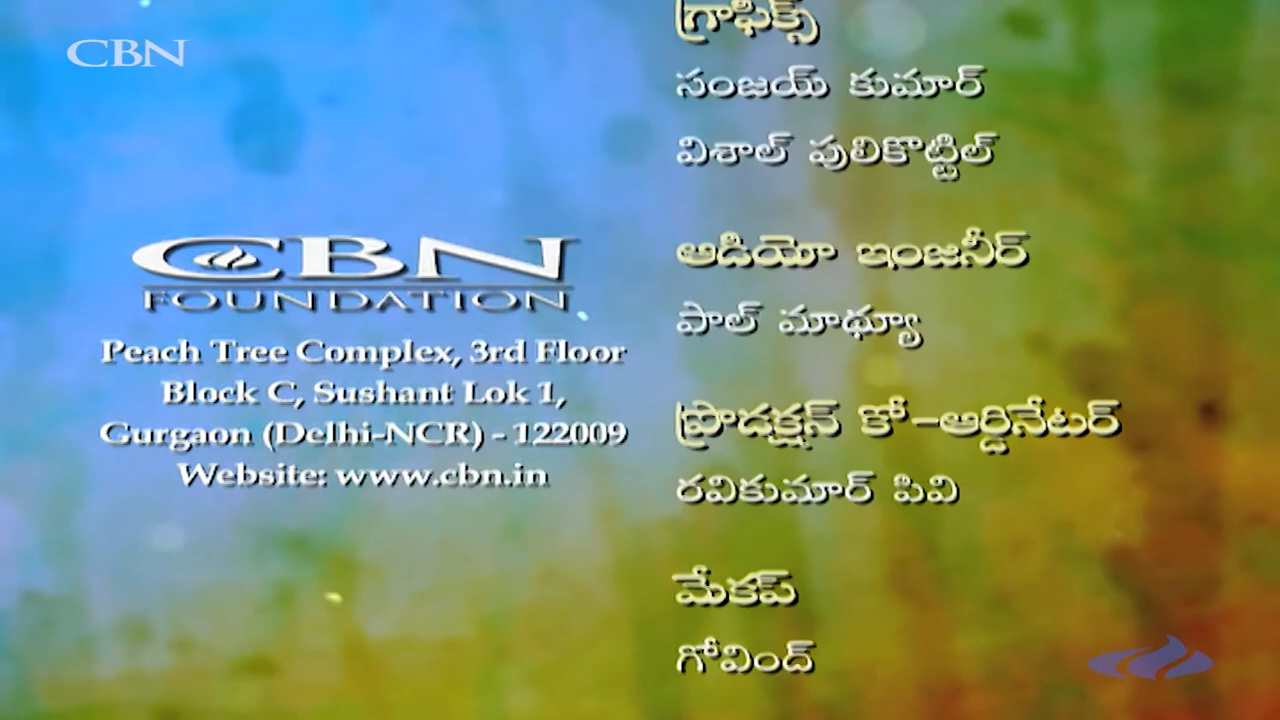 CBN
CBN
FOUNDATION
Peach Tree Complex, 3rd Floor
Block C, Sushant Lok 1,
Gurgaon (Delhi-NCR) - 122009
Website: www.cbn.in
గ్రాఫిక్స్
సంజయ్ కుమార్
విశాల్ పులికొట్టిల్
ఆడియో ఇంజనీర్
పాల్ మాథ్యూ
ప్రొదక్షన్ కో-ఆర్డినేటర్
రవికుమార్ పివి
మేకప్
గోవింద్